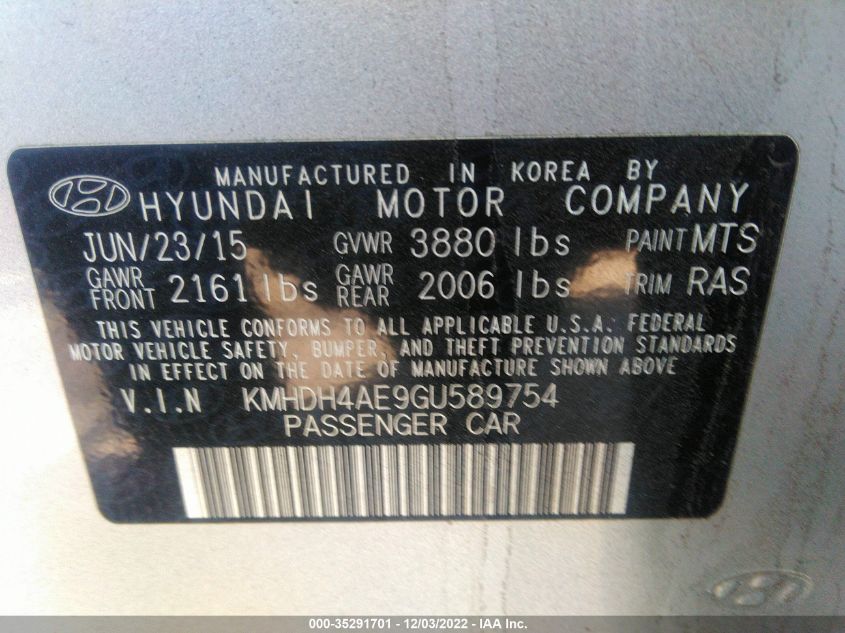 MANUFACTURED IN KOREA BY
HYUNDAI MOTOR COMPANY
JUN/23/15 GVWR 3880 lbs PAINT MTS
GAWR FRONT 2161 lbs GAWR REAR 2006 lbs TRIM RAS
THIS VEHICLE CONFORMS TO ALL APPLICABLE U.S.A. FEDERAL
MOTOR VEHICLE SAFETY, BUMPER, AND THEFT PREVENTION STANDARDS
IN EFFECT ON THE DATE OF MANUFACTURE SHOWN ABOVE.
V.I.N KMHDH4AE9GU589754
PASSENGER CAR
000-35291701 - 12/03/2022 - IAA Inc.